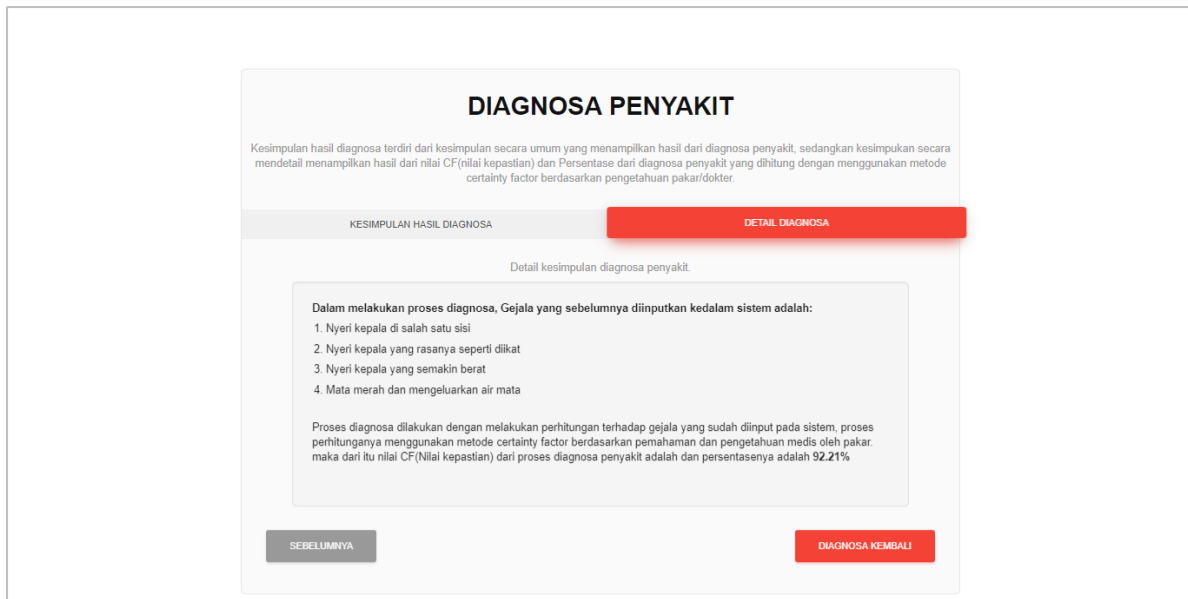 DIAGNOSA PENYAKIT
Kesimpulan hasil diagnosa terdiri dari kesimpulan secara umum yang menampilkan hasil dari diagnosa penyakit, sedangkan kesimpukan secara
mendetail menampilkan hasil dari nilai CF(nilai kepastian) dan Persentase dari diagnosa penyakit yang dihitung dengan menggunakan metode
certainty factor berdasarkan pengetahuan pakar/dokter.
KESIMPULAN HASIL DIAGNOSA
DETAIL DIAGNOSA
Detail kesimpulan diagnosa penyakit.
Dalam melakukan proses diagnosa, Gejala yang sebelumnya diinputkan kedalam sistem adalah:
1. Nyeri kepala di salah satu sisi
2. Nyeri kepala yang rasanya seperti diikat
3. Nyeri kepala yang semakin berat
4. Mata merah dan mengeluarkan air mata
Proses diagnosa dilakukan dengan melakukan perhitungan terhadap gejala yang sudah diinput pada sistem, proses
perhitunganya menggunakan metode certainty factor berdasarkan pemahaman dan pengetahuan medis oleh pakar.
maka dari itu nilai CF(Nilai kepastian) dari proses diagnosa penyakit adalah dan persentasenya adalah 92.21%
SEBELUMNYA
DIAGNOSA KEMBALI